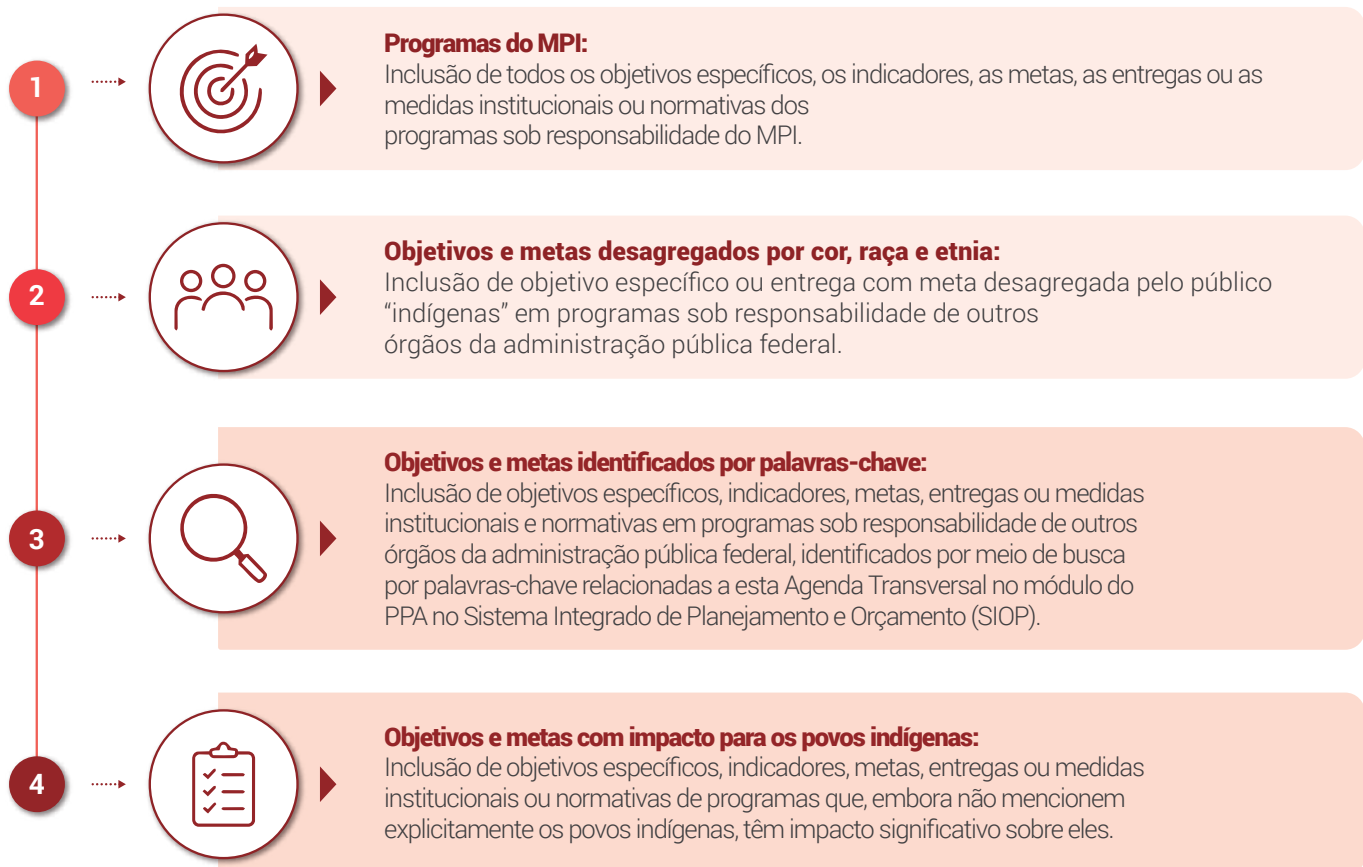 1
Programas do MPI:
Inclusão de todos os objetivos específicos, os indicadores, as metas, as entregas ou as
medidas institucionais ou normativas dos
programas sob responsabilidade do MPI.
2
Objetivos e metas desagregados por cor, raça e etnia:
Inclusão de objetivo específico ou entrega com meta desagregada pelo público
“indígenas” em programas sob responsabilidade de outros
órgãos da administração pública federal.
3
Objetivos e metas identificados por palavras-chave:
Inclusão de objetivos específicos, indicadores, metas, entregas ou medidas
institucionais e normativas em programas sob responsabilidade de outros
órgãos da administração pública federal, identificados por meio de busca
por palavras-chave relacionadas a esta Agenda Transversal no módulo do
PPA no Sistema Integrado de Planejamento e Orçamento (SIOP).
4
Objetivos e metas com impacto para os povos indígenas:
Inclusão de objetivos específicos, indicadores, metas, entregas ou medidas
institucionais ou normativas de programas que, embora não mencionem
explicitamente os povos indígenas, têm impacto significativo sobre eles.